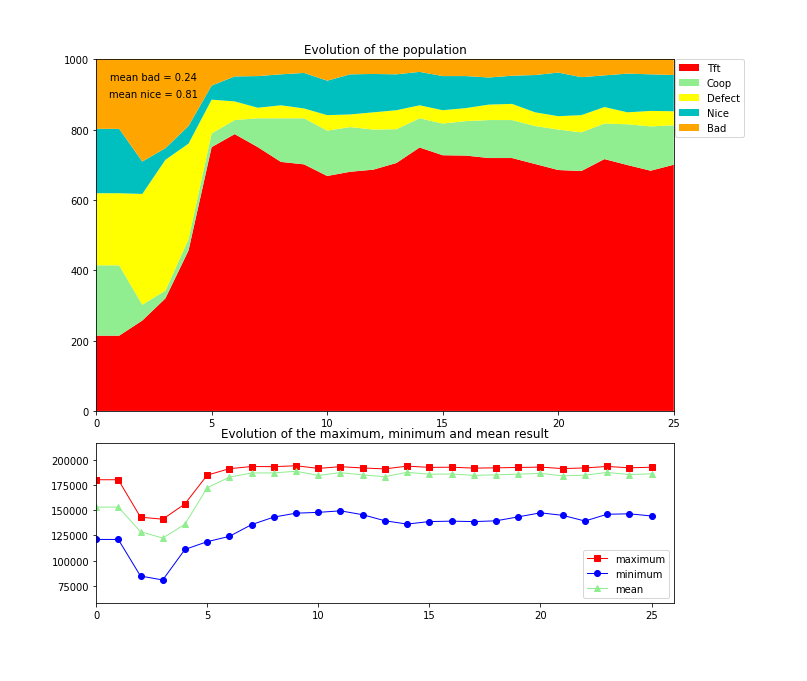 Evolution of the population
1000
800
600
400
200
0
mean bad = 0.24
mean nice = 0.81
Tft
Coop
Defect
Nice
Bad
0 5 10 15 20 25
Evolution of the maximum, minimum and mean result
200000
175000
150000
125000
100000
75000
maximum
minimum
mean
0 5 10 15 20 25